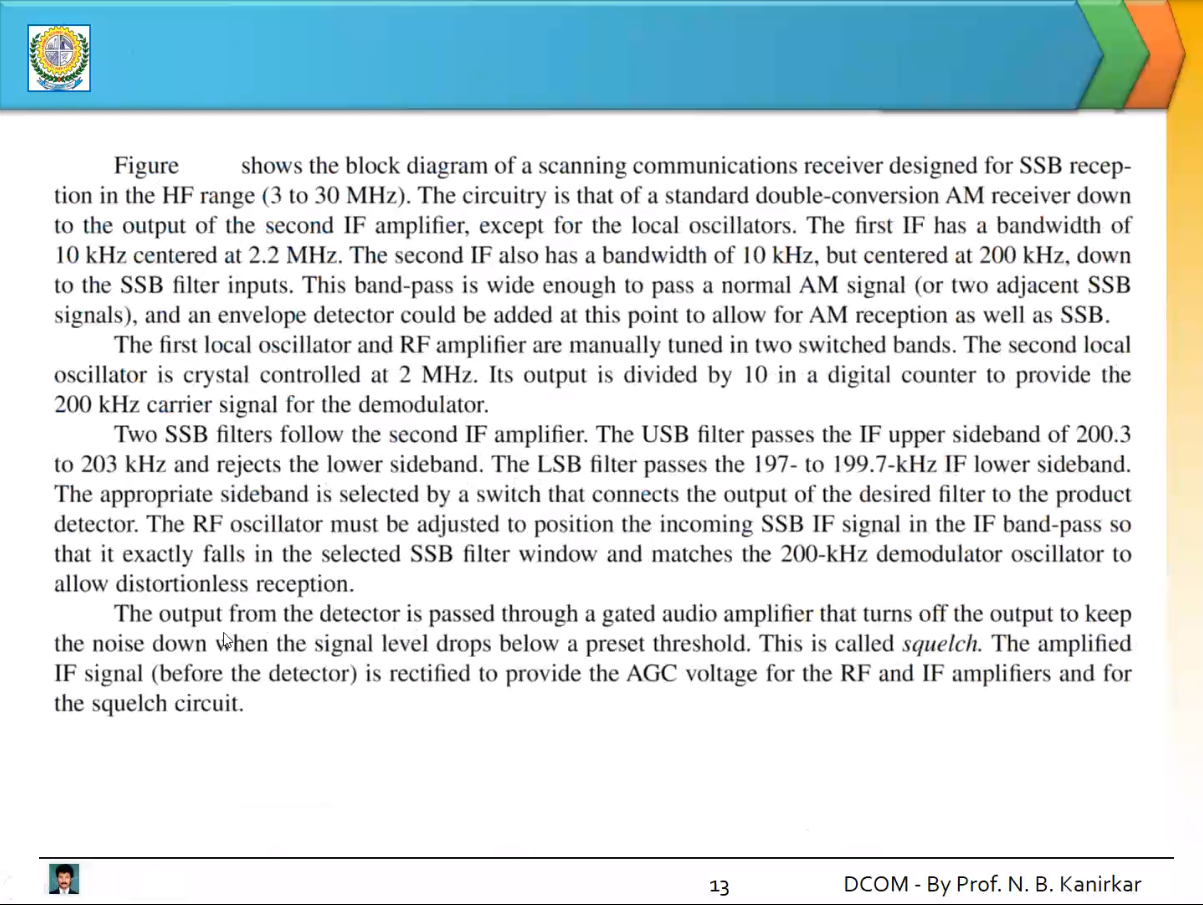 Figure shows the block diagram of a scanning communications receiver designed for SSB recep-
tion in the HF range (3 to 30 MHz). The circuitry is that of a standard double-conversion AM receiver down
to the output of the second IF amplifier, except for the local oscillators. The first IF has a bandwidth of
10 kHz centered at 2.2 MHz. The second IF also has a bandwidth of 10 kHz, but centered at 200 kHz, down
to the SSB filter inputs. This band-pass is wide enough to pass a normal AM signal (or two adjacent SSB
signals), and an envelope detector could be added at this point to allow for AM reception as well as SSB.
The first local oscillator and RF amplifier are manually tuned in two switched bands. The second local
oscillator is crystal controlled at 2 MHz. Its output is divided by 10 in a digital counter to provide the
200 kHz carrier signal for the demodulator.
Two SSB filters follow the second IF amplifier. The USB filter passes the IF upper sideband of 200.3
to 203 kHz and rejects the lower sideband. The LSB filter passes the 197- to 199.7-kHz IF lower sideband.
The appropriate sideband is selected by a switch that connects the output of the desired filter to the product
detector. The RF oscillator must be adjusted to position the incoming SSB IF signal in the IF band-pass so
that it exactly falls in the selected SSB filter window and matches the 200-kHz demodulator oscillator to
allow distortionless reception.
The output from the detector is passed through a gated audio amplifier that turns off the output to keep
the noise down when the signal level drops below a preset threshold. This is called squelch. The amplified
IF signal (before the detector) is rectified to provide the AGC voltage for the RF and IF amplifiers and for
the squelch circuit.
13
DCOM - By Prof. N. B. Kanirkar